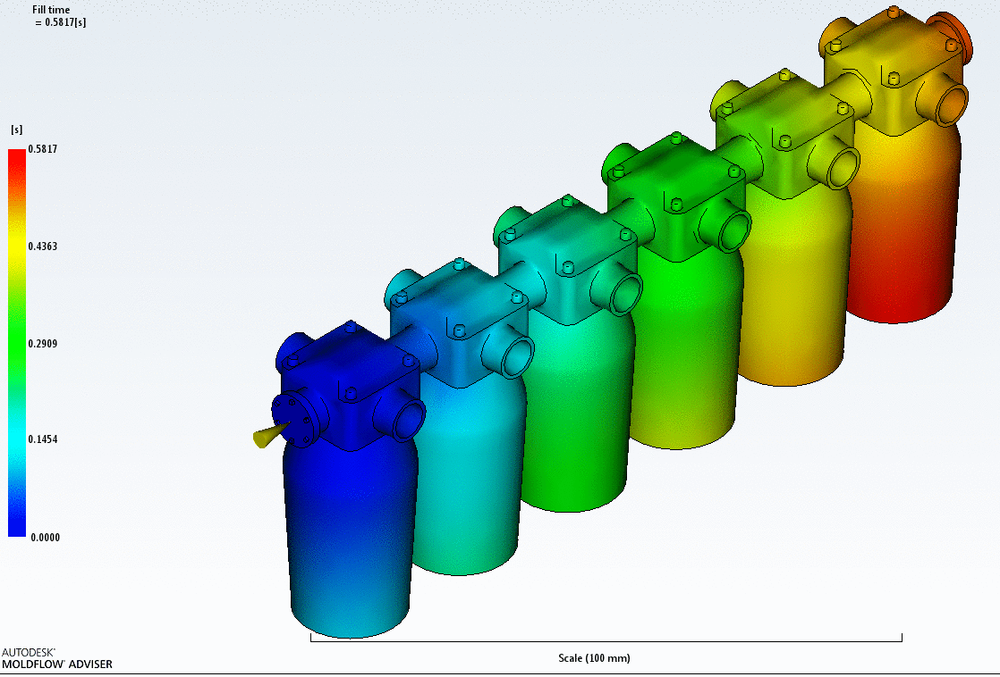 Fill time
= 0.5817[s]
[s]
0.5817
0.4363
0.2909
0.1454
0.0000
Scale (100 mm)
AUTODESK®
MOLDFLOW® ADVISER